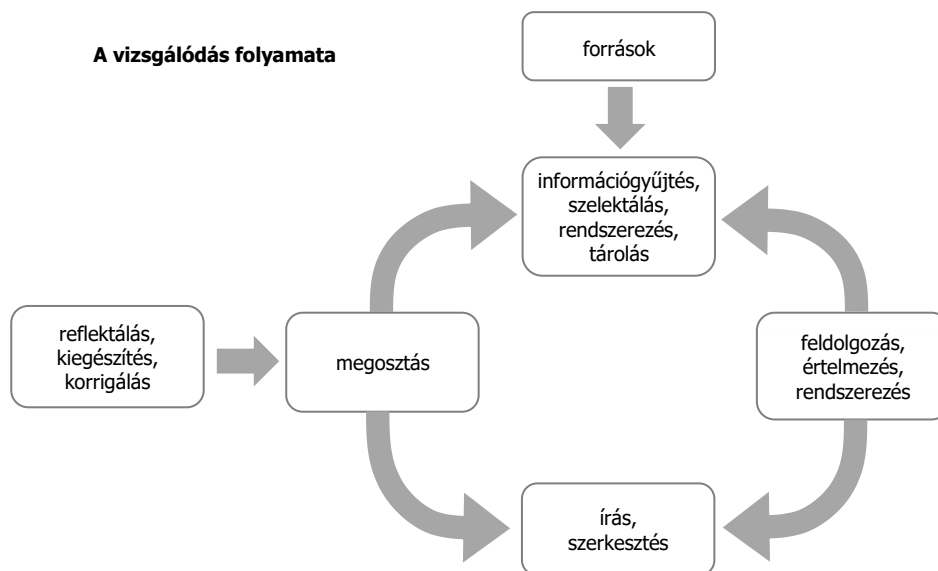 A vizsgálódás folyamata
források
információgyűjtés,
szelektálás,
rendszerezés,
tárolás
reflektálás,
kiegészítés,
korrigálás
megosztás
feldolgozás,
értelmezés,
rendszerezés
írás,
szerkesztés